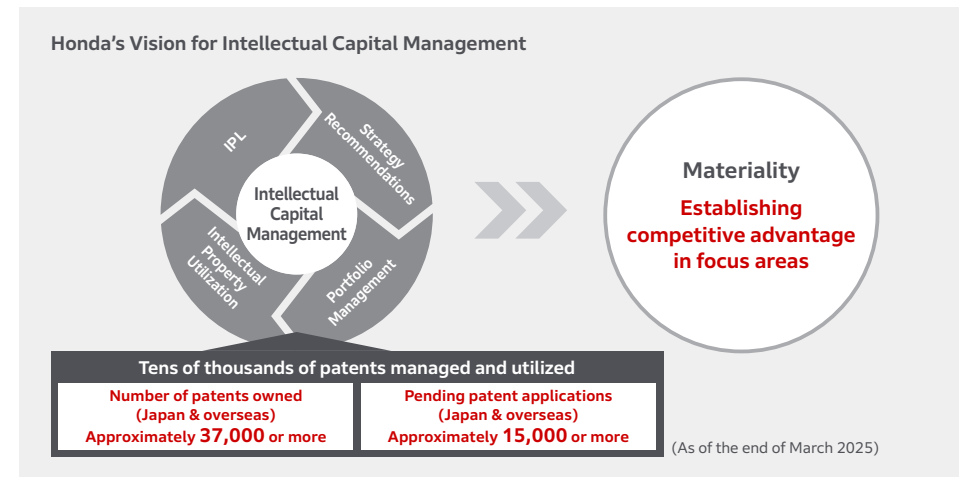 Honda’s Vision for Intellectual Capital Management
IPL
Strategy
Recommendations
Intellectual
Capital
Management
Intellectual
Property
Utilization
Portfolio
Management
Materiality
Establishing
competitive advantage
in focus areas
Tens of thousands of patents managed and utilized
Number of patents owned
(Japan & overseas)
Approximately 37,000 or more
Pending patent applications
(Japan & overseas)
Approximately 15,000 or more
(As of the end of March 2025)